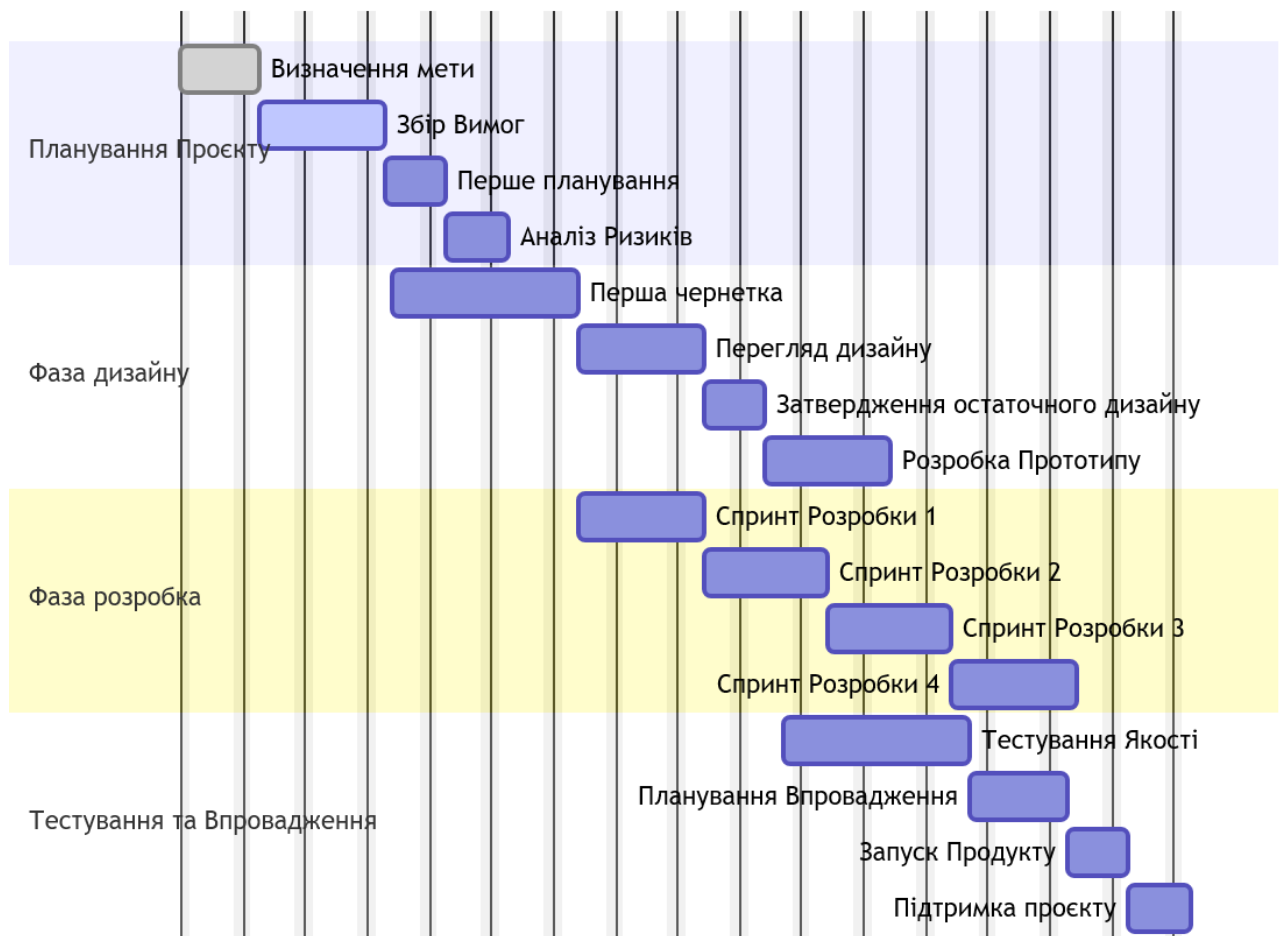 Визначення мети
Збір Вимог
Планування Проєкту
Перше планування
Аналіз Ризиків
Перша чернетка
Перегляд дизайну
Фаза дизайну
Затвердження остаточного дизайну
Розробка Прототипу
Спринт Розробки 1
Спринт Розробки 2
Фаза розробка
Спринт Розробки 3
Спринт Розробки 4
Тестування Якості
Планування Впровадження
Тестування та Впровадження
Запуск Продукту
Підтримка проєкту